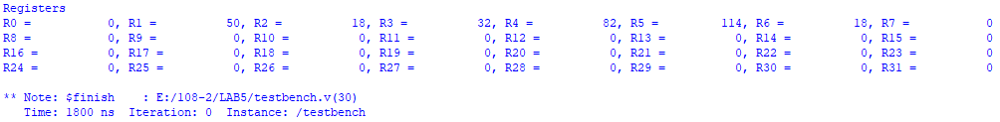 Registers
R0 =          0, R1 =         50, R2 =         18, R3 =         32, R4 =         82, R5 =        114, R6 =         18, R7 =          0
R8 =          0, R9 =          0, R10 =          0, R11 =          0, R12 =          0, R13 =          0, R14 =          0, R15 =          0
R16 =          0, R17 =          0, R18 =          0, R19 =          0, R20 =          0, R21 =          0, R22 =          0, R23 =          0
R24 =          0, R25 =          0, R26 =          0, R27 =          0, R28 =          0, R29 =          0, R30 =          0, R31 =          0
** Note: $finish    : E:/108-2/LAB5/testbench.v(30)
   Time: 1800 ns  Iteration: 0  Instance: /testbench